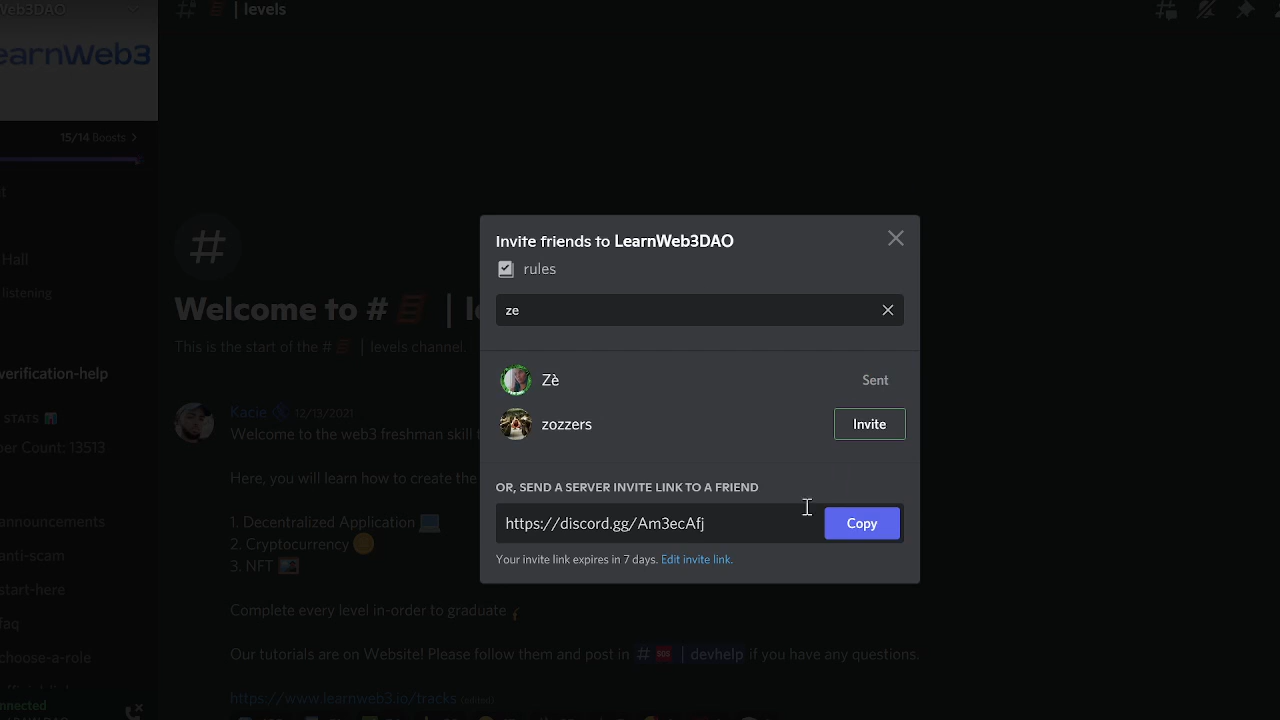 Web3DAO
| levels
earnWeb3
15/14 Boosts
Invite friends to LearnWeb3DAO
rules
ze
Hall
listening
Welcome to # | l
This is the start of the # | levels channel.
Zè
Sent
verification-help
zozzers
Invite
STATS
Kacie 12/13/2021
Welcome to the web3 freshman skill
er Count: 13513
Here, you will learn how to create the
OR, SEND A SERVER INVITE LINK TO A FRIEND
https://discord.gg/Am3ecAfj
Copy
Your invite link expires in 7 days. Edit invite link.
announcements
1. Decentralized Application
2. Cryptocurrency
3. NFT
anti-scam
start-here
Complete every level in-order to graduate
faq
choose-a-role
Our tutorials are on Website! Please follow them and post in # | devhelp if you have any questions.
https://www.learnweb3.io/tracks (edited)
nnected